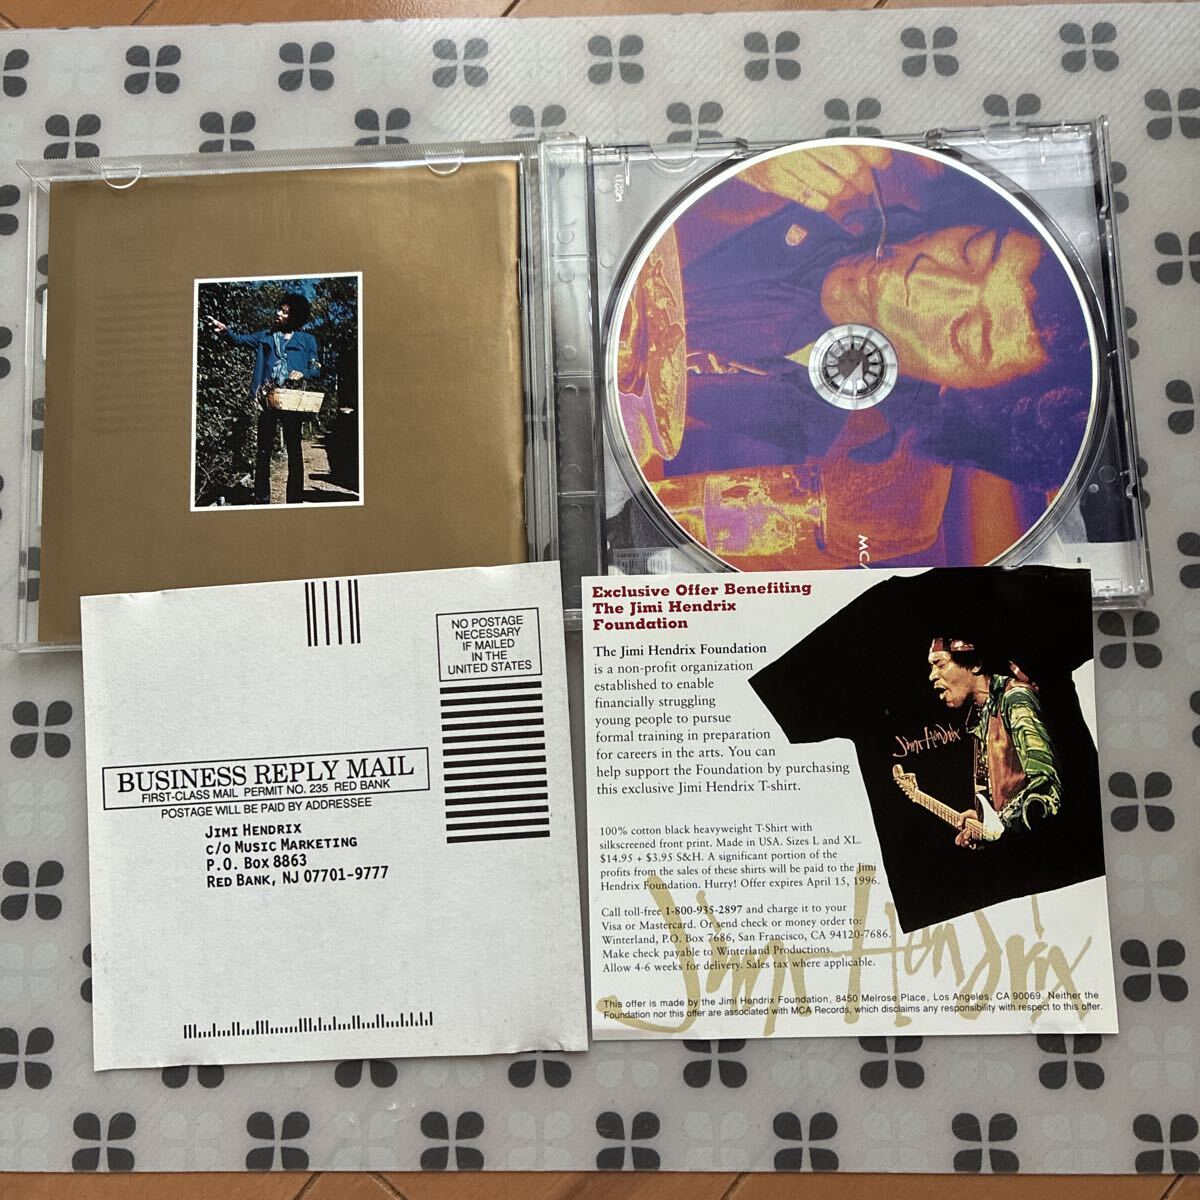 MCA
NO POSTAGE
NECESSARY
IF MAILED
IN THE
UNITED STATES
BUSINESS REPLY MAIL
FIRST-CLASS MAIL PERMIT NO. 235 RED BANK
POSTAGE WILL BE PAID BY ADDRESSEE
JIMI HENDRIX
C/O MUSIC MARKETING
P.O. BOX 8863
RED BANK, NJ 07701-9777
Exclusive Offer Benefiting
The Jimi Hendrix
Foundation
The Jimi Hendrix Foundation
is a non-profit organization
established to enable
financially struggling
young people to pursue
formal training in preparation
for careers in the arts. You can
help support the Foundation by purchasing
this exclusive Jimi Hendrix T-shirt.
Jimi Hendrix
100% cotton black heavyweight T-Shirt with
silkscreened front print. Made in USA. Sizes L and XL.
$14.95 + $3.95 S&H. A significant portion of the
profits from the sales of these shirts will be paid to the Jimi
Hendrix Foundation. Hurry! Offer expires April 15, 1996.
Call toll-free 1-800-935-2897 and charge it to your
Visa or Mastercard. Or send check or money order to:
Winterland, P.O. Box 7686, San Francisco, CA 94120-7686.
Make check payable to Winterland Productions.
Allow 4-6 weeks for delivery. Sales tax where applicable.
Jimi Hendrix
This offer is made by the Jimi Hendrix Foundation, 8450 Melrose Place, Los Angeles, CA 90069. Neither the
Foundation nor this offer are associated with MCA Records, which disclaims any responsibility with respect to this offer.